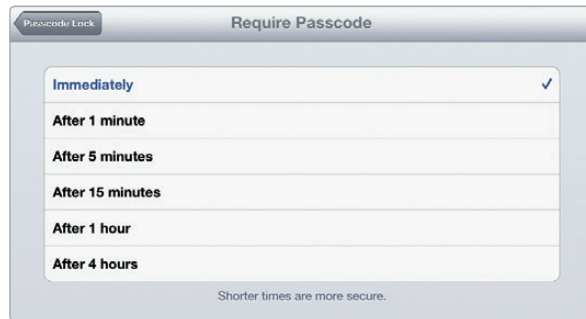 Passcode Lock
Require Passcode
Immediately
After 1 minute
After 5 minutes
After 15 minutes
After 1 hour
After 4 hours
Shorter times are more secure.